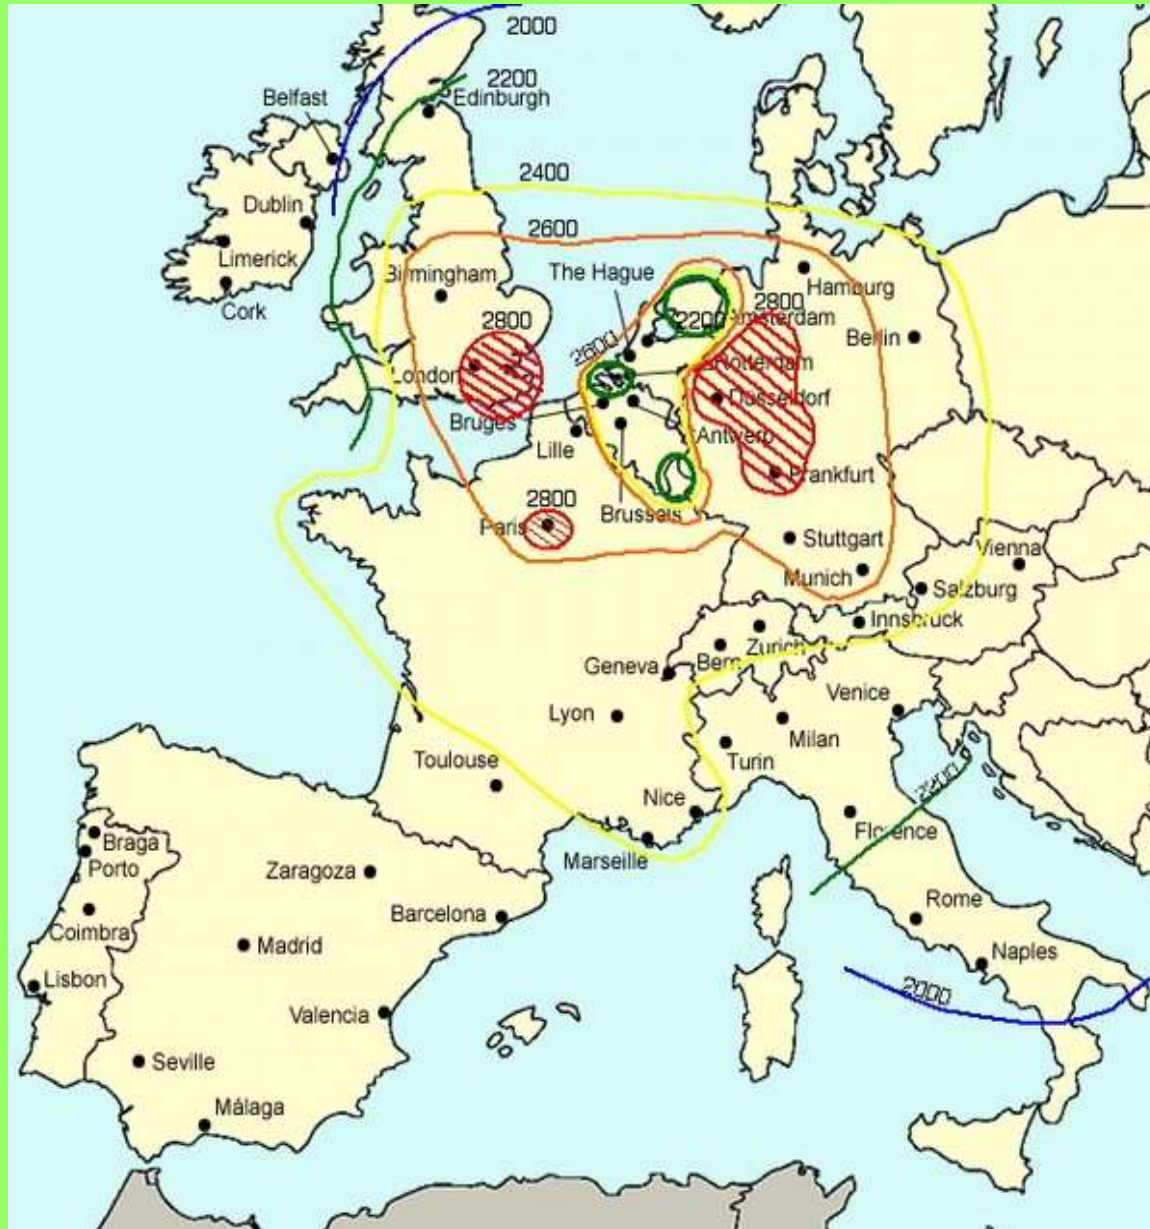 2000
2200
Belfast
Edinburgh
2400
Dublin
2600
Limerick
The Hague
Birmingham
Hamburg
Cork
2800
2800
2200
Amsterdam
Berlin
2600
London
Rotterdam
Düsseldorf
Bruges
Antwerp
Lille
Frankfurt
2800
Paris
Brussels
Stuttgart
Vienna
Munich
Salzburg
Innsbruck
Zurich
Bern
Geneva
Venice
Lyon
Milan
Turin
Toulouse
2200
Nice
Florence
Braga
Marseille
Porto
Zaragoza
Rome
Barcelona
Coimbra
Madrid
Naples
Lisbon
2000
Valencia
Seville
Málaga